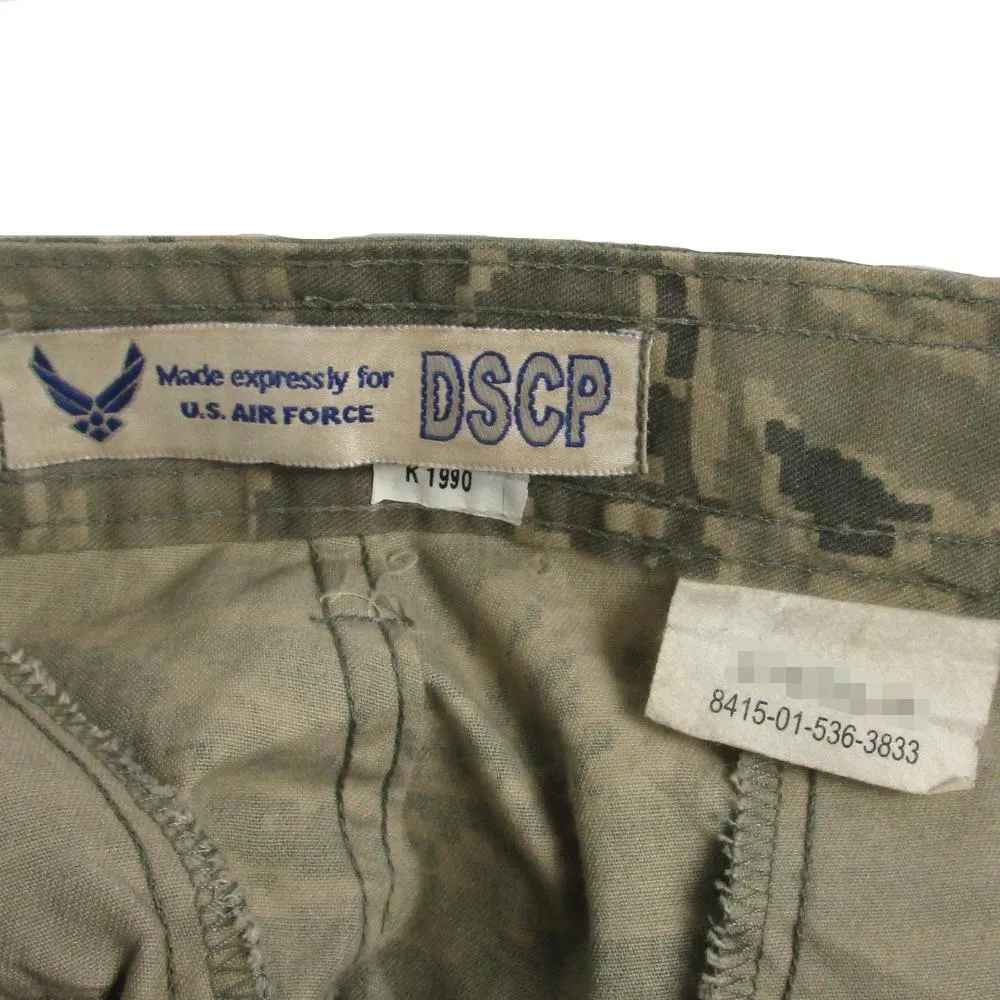 Made expressly for
U.S. AIR FORCE
DSCP
K 1990
8415-01-536-3833